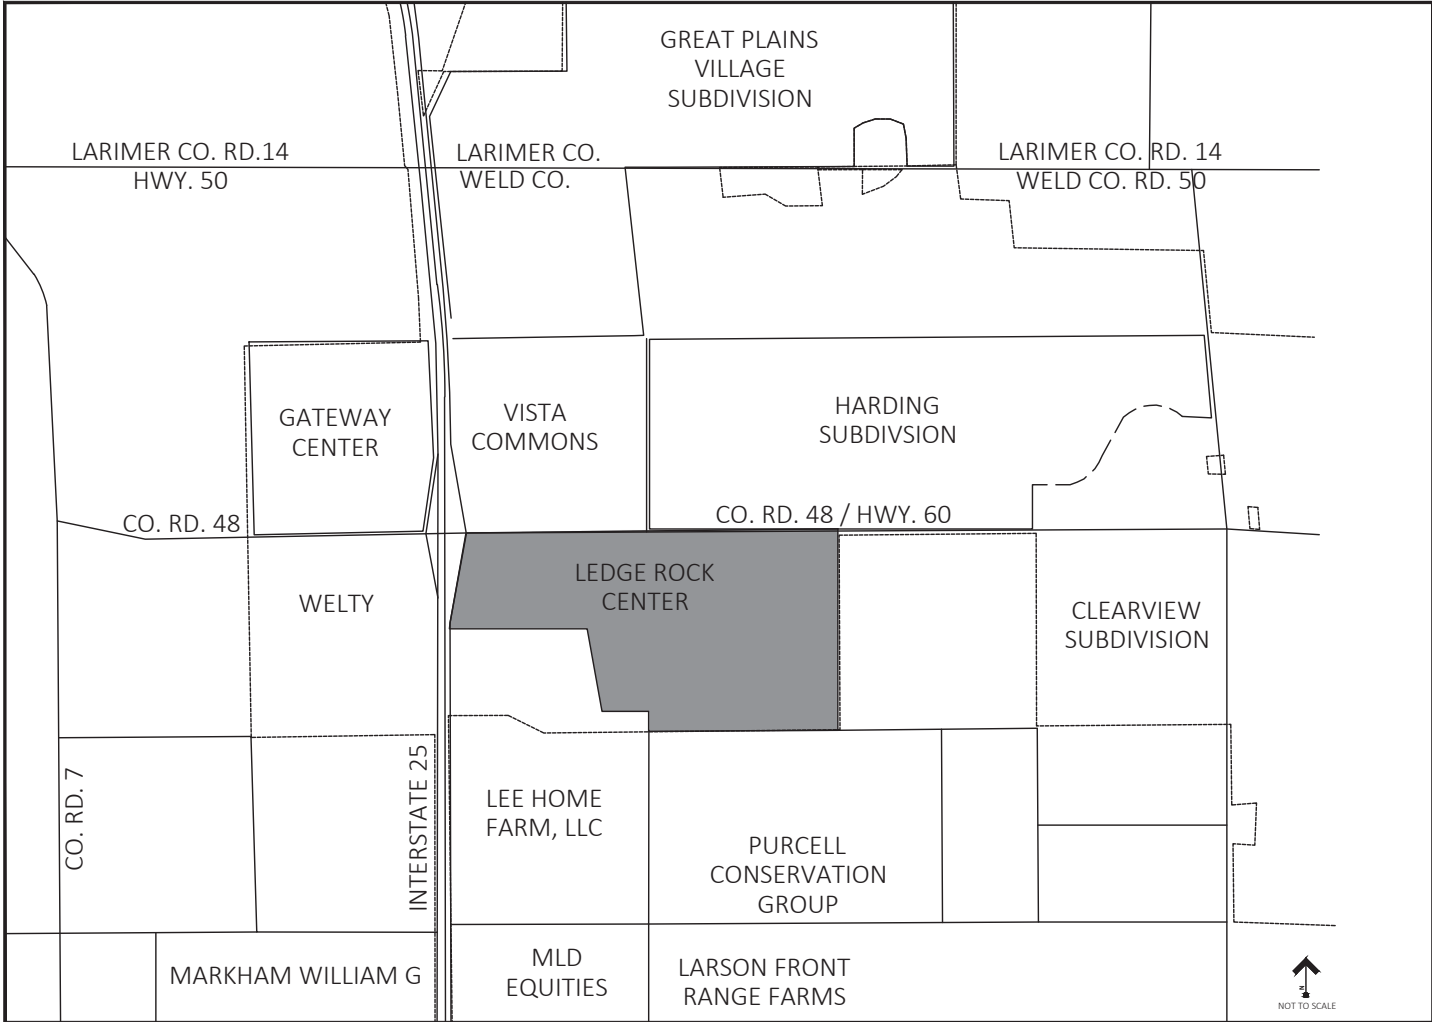 GREAT PLAINS
VILLAGE
SUBDIVISION
LARIMER CO. RD.14
HWY. 50
LARIMER CO.
WELD CO.
LARIMER CO. RD. 14
WELD CO. RD. 50
GATEWAY
CENTER
VISTA
COMMONS
HARDING
SUBDIVSION
CO. RD. 48
CO. RD. 48 / HWY. 60
WELTY
LEDGE ROCK
CENTER
CLEARVIEW
SUBDIVISION
CO. RD. 7
INTERSTATE 25
LEE HOME
FARM, LLC
PURCELL
CONSERVATION
GROUP
MARKHAM WILLIAM G
MLD
EQUITIES
LARSON FRONT
RANGE FARMS
N
NOT TO SCALE